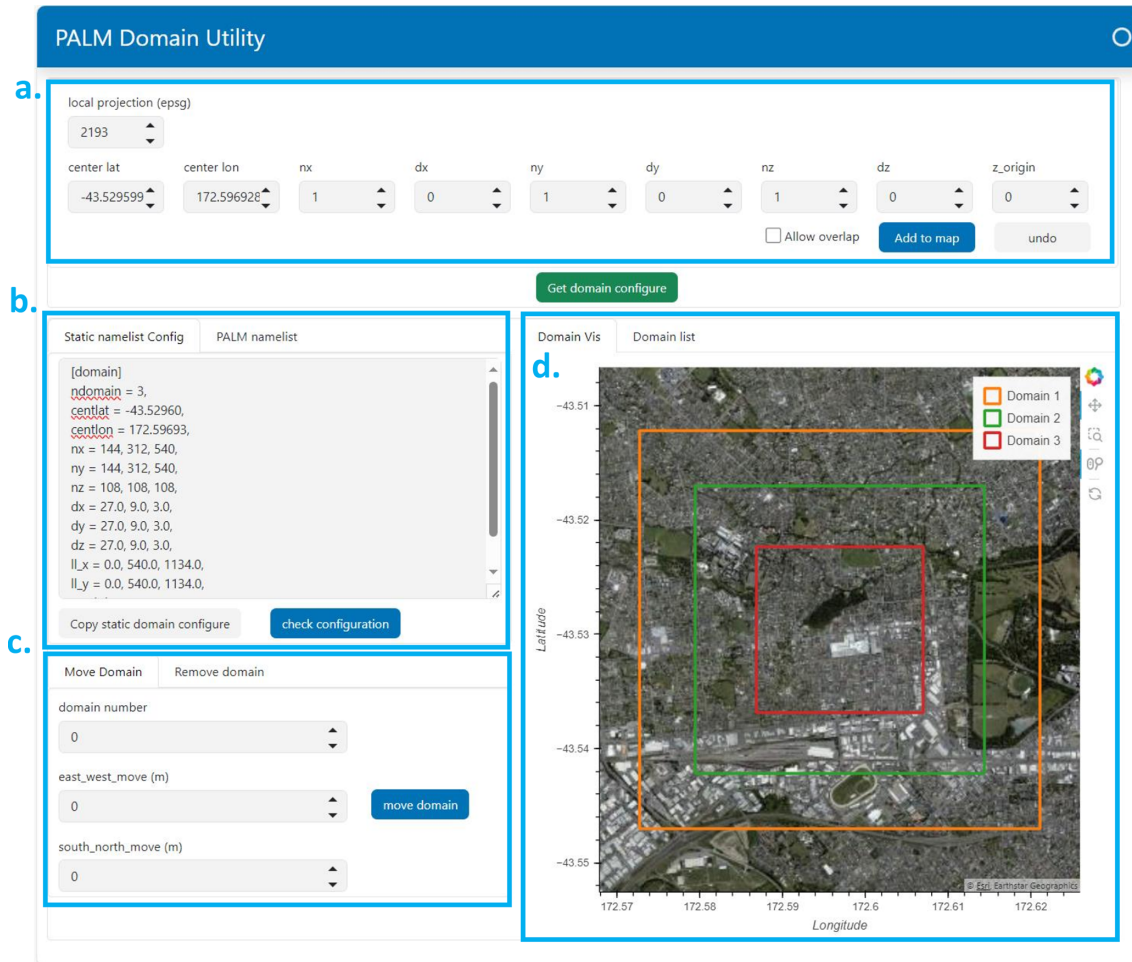 PALM Domain Utility
a.
local projection (epsg)
2193
center lat center lon nx dx ny dy nz dz z_origin
-43.529599 172.596928 1 0 1 0 1 0 0
Allow overlap Add to map undo
Get domain configure
b.
Static namelist Config PALM namelist
[domain]
ndomain = 3,
centlat = -43.52960,
centlon = 172.59693,
nx = 144, 312, 540,
ny = 144, 312, 540,
nz = 108, 108, 108,
dx = 27.0, 9.0, 3.0,
dy = 27.0, 9.0, 3.0,
dz = 27.0, 9.0, 3.0,
ll_x = 0.0, 540.0, 1134.0,
ll_y = 0.0, 540.0, 1134.0,
Copy static domain configure check configuration
c.
Move Domain Remove domain
domain number
0
east_west_move (m)
0
move domain
south_north_move (m)
0
Domain Vis Domain list
d.
Domain 1
Domain 2
Domain 3
−43.51
−43.52
−43.53
−43.54
−43.55
Latitude
© Esri, Earthstar Geographics
172.57 172.58 172.59 172.6 172.61 172.62
Longitude